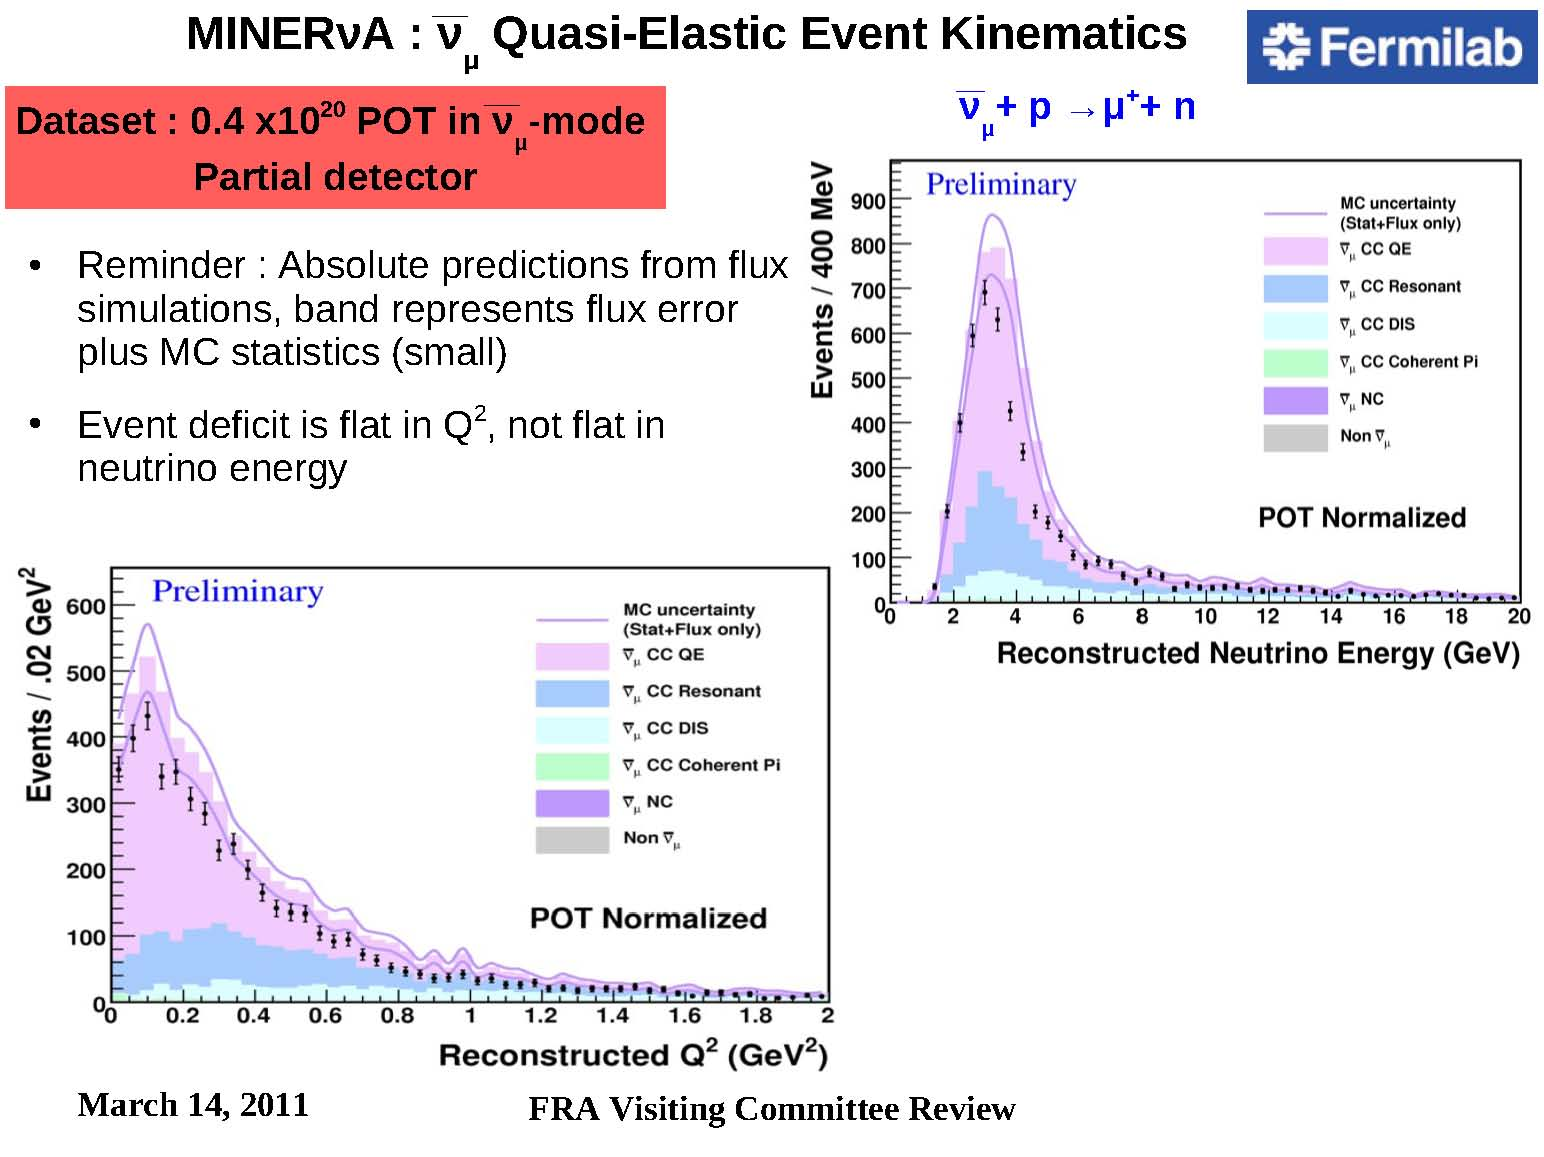 MINERνA : ν̅μ Quasi-Elastic Event Kinematics
Fermilab
Dataset : 0.4 x10²⁰ POT in ν̅μ-mode
Partial detector
ν̅μ + p → μ⁺ + n
• Reminder : Absolute predictions from flux
simulations, band represents flux error
plus MC statistics (small)
• Event deficit is flat in Q², not flat in
neutrino energy
Events / 400 MeV
Preliminary
900
800
700
600
500
400
300
200
100
0
0 2 4 6 8 10 12 14 16 18 20
Reconstructed Neutrino Energy (GeV)
MC uncertainty
(Stat+Flux only)
ν̅μ CC QE
ν̅μ CC Resonant
ν̅μ CC DIS
ν̅μ CC Coherent Pi
ν̅μ NC
Non ν̅μ
POT Normalized
Events / .02 GeV²
Preliminary
600
500
400
300
200
100
0
0 0.2 0.4 0.6 0.8 1 1.2 1.4 1.6 1.8 2
Reconstructed Q² (GeV²)
MC uncertainty
(Stat+Flux only)
ν̅μ CC QE
ν̅μ CC Resonant
ν̅μ CC DIS
ν̅μ CC Coherent Pi
ν̅μ NC
Non ν̅μ
POT Normalized
March 14, 2011
FRA Visiting Committee Review